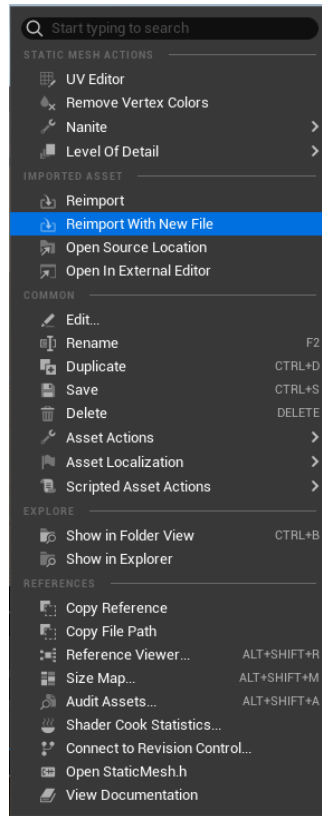 Start typing to search
STATIC MESH ACTIONS
UV Editor
Remove Vertex Colors
Nanite
Level Of Detail
IMPORTED ASSET
Reimport
Reimport With New File
Open Source Location
Open In External Editor
COMMON
Edit...
Rename F2
Duplicate CTRL+D
Save CTRL+S
Delete DELETE
Asset Actions
Asset Localization
Scripted Asset Actions
EXPLORE
Show in Folder View CTRL+B
Show in Explorer
REFERENCES
Copy Reference
Copy File Path
Reference Viewer... ALT+SHIFT+R
Size Map... ALT+SHIFT+M
Audit Assets... ALT+SHIFT+A
Shader Cook Statistics...
Connect to Revision Control...
Open StaticMesh.h
View Documentation